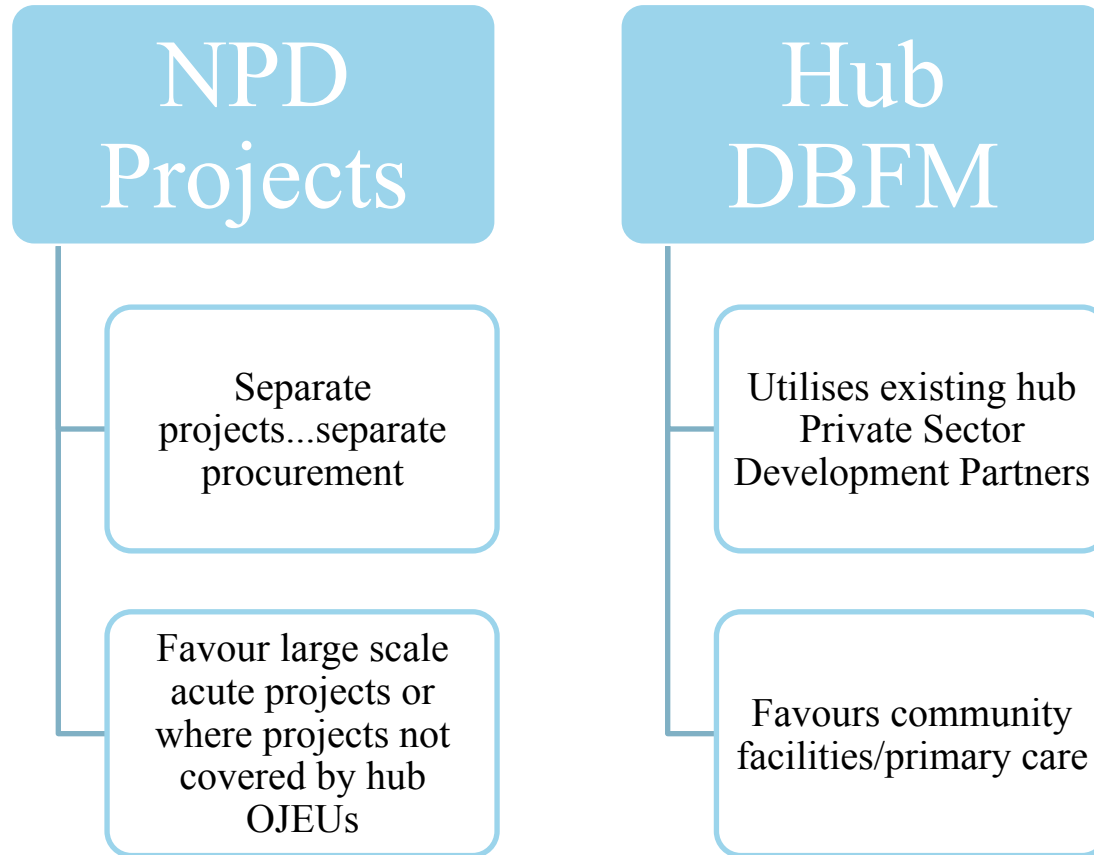 NPD
Projects
Separate
projects...separate
procurement
Favour large scale
acute projects or
where projects not
covered by hub
OJEUs
Hub
DBFM
Utilises existing hub
Private Sector
Development Partners
Favours community
facilities/primary care